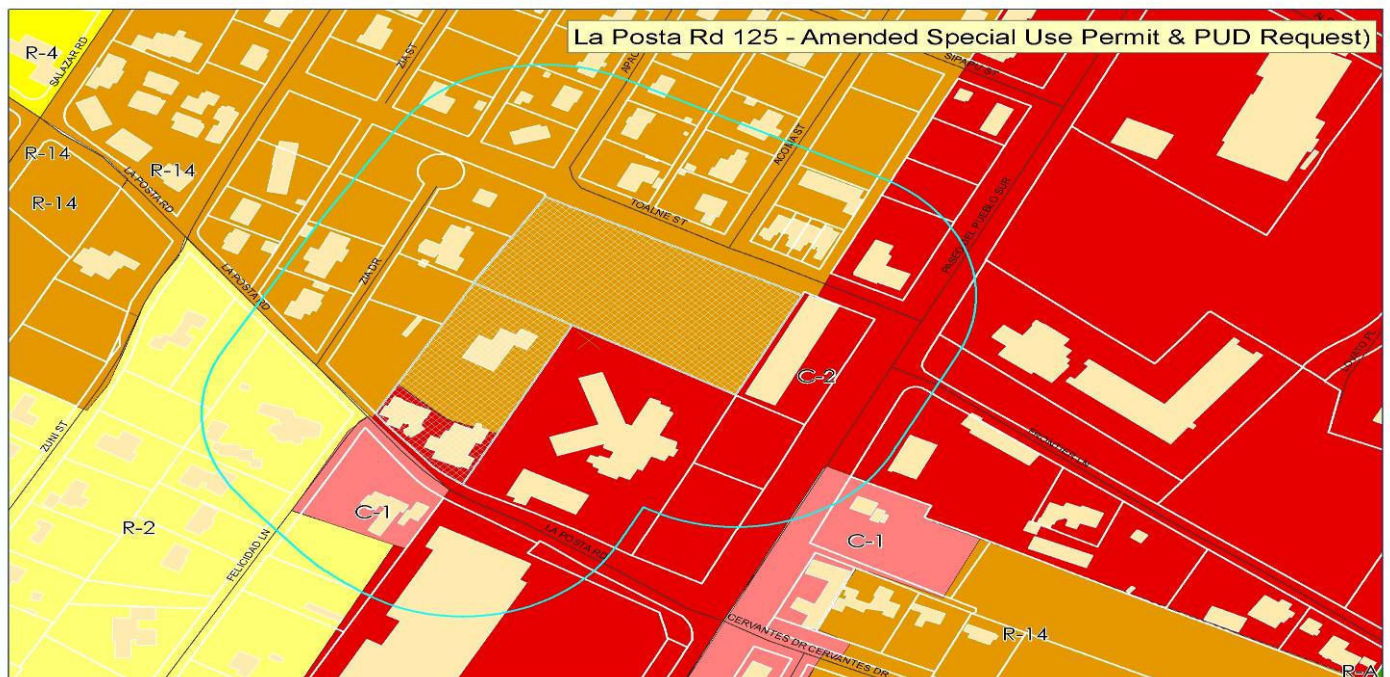 La Posta Rd 125 - Amended Special Use Permit & PUD Request)
R-4
SALAZAR RD
ZIA ST
SIPAPU ST
R-14
R-14
R-14
LA POSTA RD
ACOMA ST
TOALNE ST
PASEO DEL PUEBLO SUR
LA POSTA RD
ZIA DR
C-2
ZUNI ST
R-2
FELICIDAD LN
C-1
LA POSTA RD
C-1
CERVANTES DR
CERVANTES DR
R-14
R-A